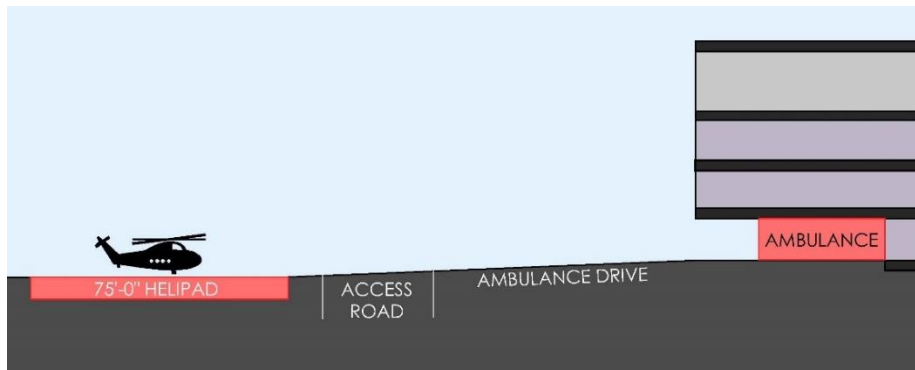 AMBULANCE
75'-0" HELIPAD
ACCESS
ROAD
AMBULANCE DRIVE